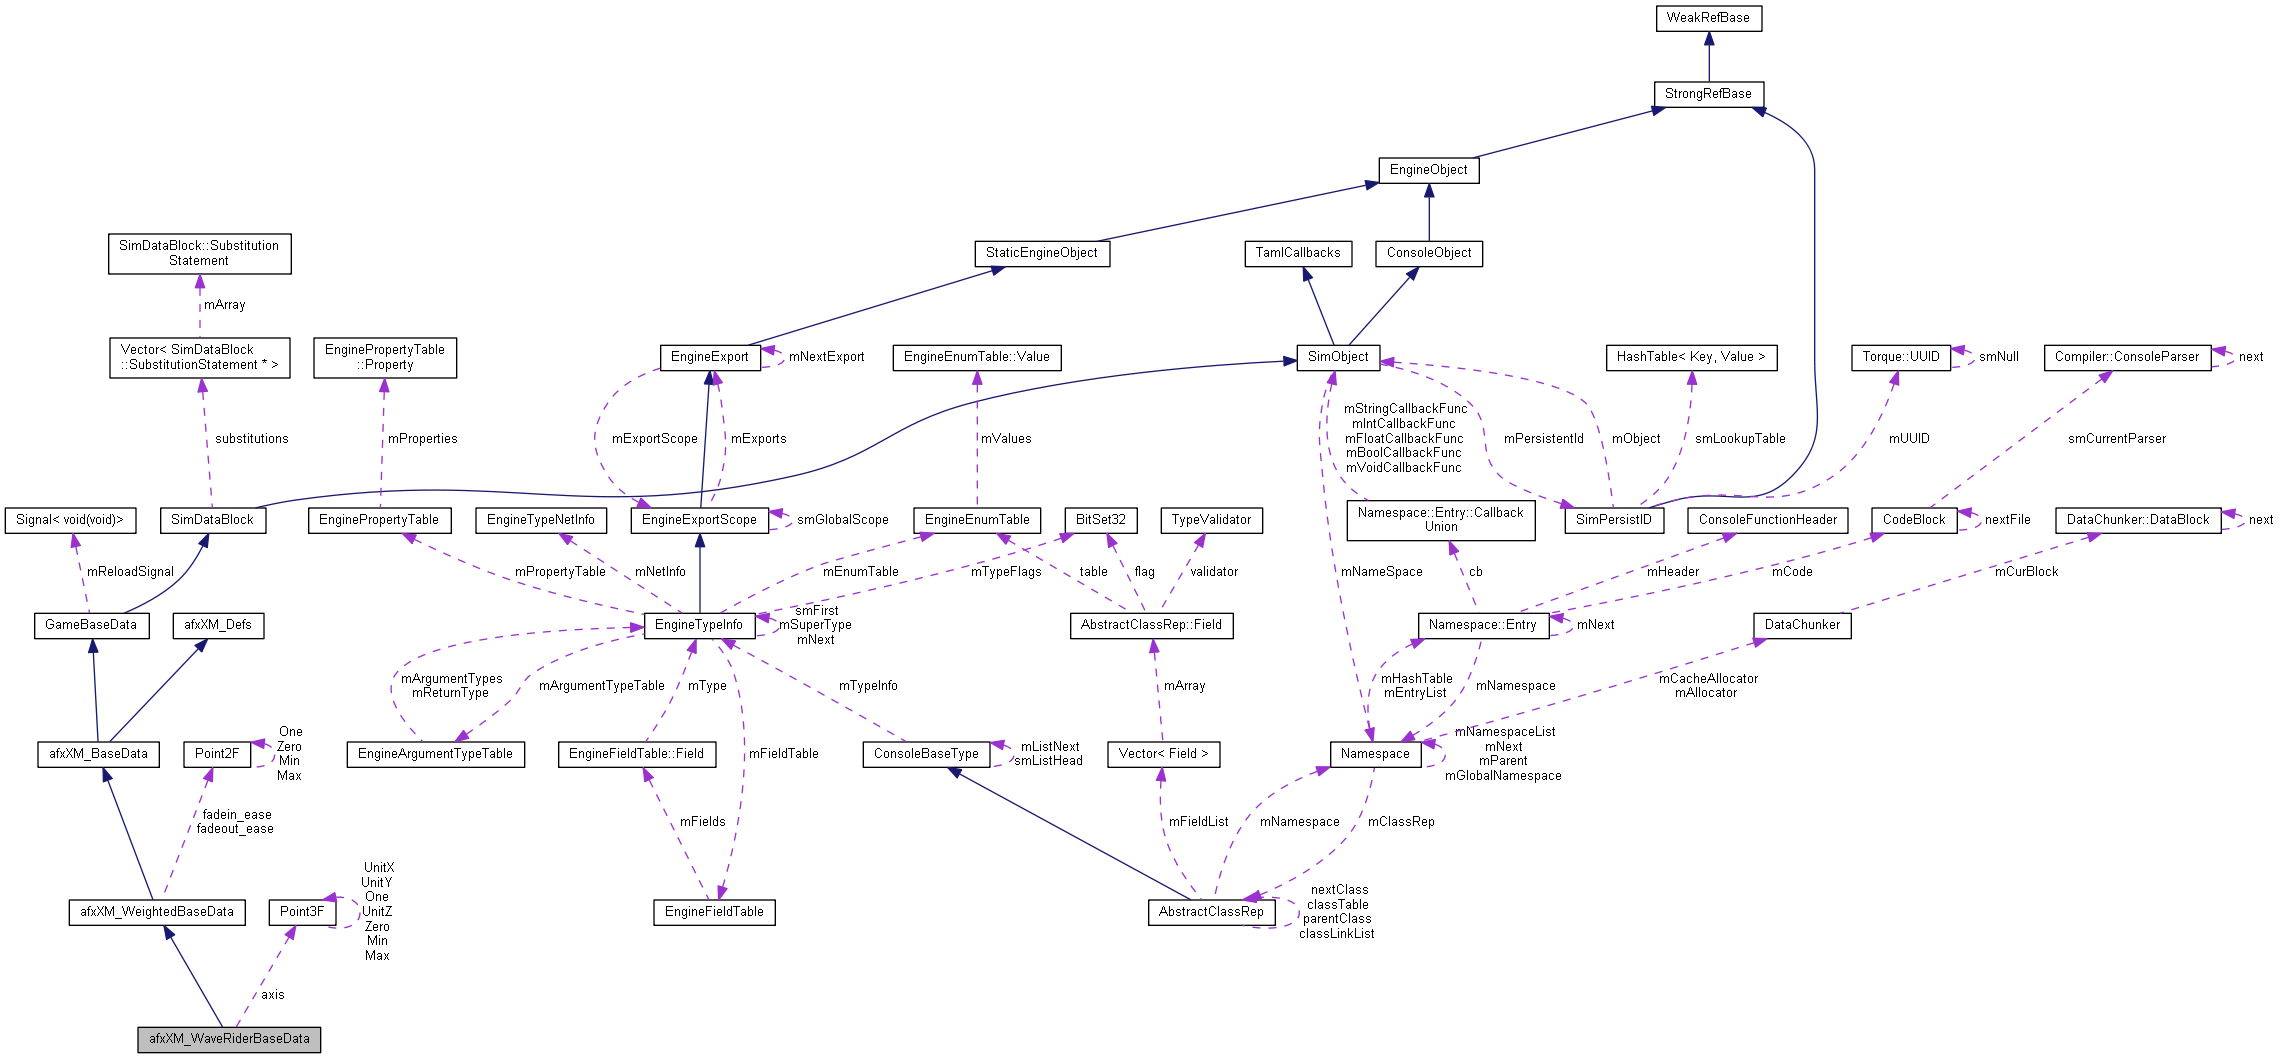 WeakRefBase
StrongRefBase
EngineObject
SimDataBlock::Substitution
Statement
StaticEngineObject
TamlCallbacks
ConsoleObject
mArray
Vector< SimDataBlock
::SubstitutionStatement * >
EnginePropertyTable
::Property
EngineExport
mNextExport
EngineEnumTable::Value
SimObject
HashTable< Key, Value >
Torque::UUID
smNull
Compiler::ConsoleParser
next
substitutions
mProperties
mExportScope
mExports
mValues
mStringCallbackFunc
mIntCallbackFunc
mFloatCallbackFunc
mBoolCallbackFunc
mVoidCallbackFunc
mPersistentId
mObject
smLookupTable
mUUID
smCurrentParser
Signal< void(void)>
SimDataBlock
EnginePropertyTable
EngineTypeNetInfo
EngineExportScope
smGlobalScope
EngineEnumTable
BitSet32
TypeValidator
Namespace::Entry::Callback
Union
SimPersistID
ConsoleFunctionHeader
CodeBlock
nextFile
DataChunker::DataBlock
next
mReloadSignal
mPropertyTable
mNetInfo
mEnumTable
mTypeFlags
table
flag
validator
mNameSpace
cb
mHeader
mCode
mCurBlock
GameBaseData
afxXM_Defs
EngineTypeInfo
smFirst
mSuperType
mNext
AbstractClassRep::Field
Namespace::Entry
mNext
DataChunker
mArgumentTypes
mReturnType
mArgumentTypeTable
mType
mFieldTable
mTypeInfo
mArray
mHashTable
mEntryList
mNamespace
mCacheAllocator
mAllocator
afxXM_BaseData
Point2F
One
Zero
Min
Max
EngineArgumentTypeTable
EngineFieldTable::Field
ConsoleBaseType
mListNext
smListHead
Vector< Field >
Namespace
mNamespaceList
mNext
mParent
mGlobalNamespace
fadein_ease
fadeout_ease
mFields
mFieldList
mNamespace
mClassRep
afxXM_WeightedBaseData
Point3F
UnitX
UnitY
One
UnitZ
Zero
Min
Max
EngineFieldTable
AbstractClassRep
nextClass
classTable
parentClass
classLinkList
axis
afxXM_WaveRiderBaseData